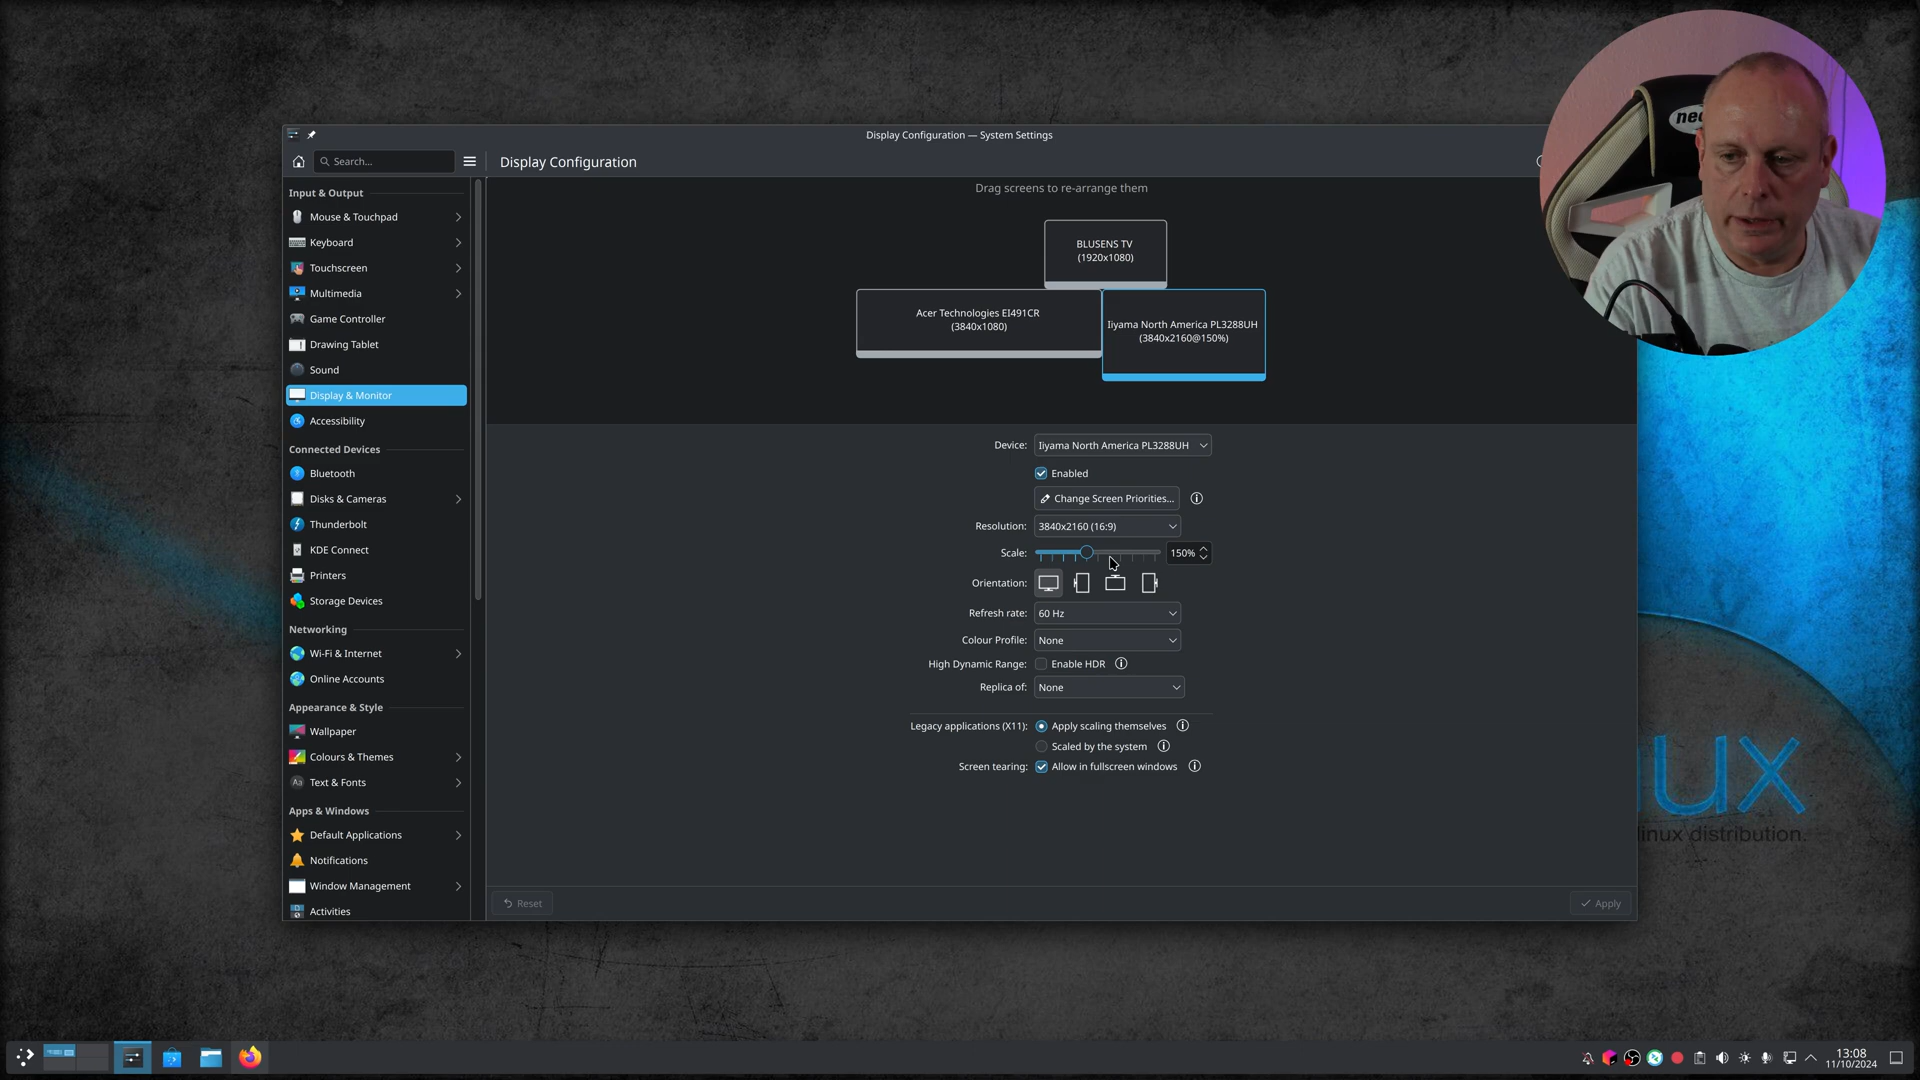 Display Configuration — System Settings
Search...
Display Configuration
Input & Output
Mouse & Touchpad
Keyboard
Touchscreen
Multimedia
Game Controller
Drawing Tablet
Sound
Display & Monitor
Accessibility
Connected Devices
Bluetooth
Disks & Cameras
Thunderbolt
KDE Connect
Printers
Storage Devices
Networking
Wi-Fi & Internet
Online Accounts
Appearance & Style
Wallpaper
Colours & Themes
Text & Fonts
Apps & Windows
Default Applications
Notifications
Window Management
Activities
Drag screens to re-arrange them
BLUSENS TV
(1920x1080)
Acer Technologies EI491CR
(3840x1080)
Iiyama North America PL3288UH
(3840x2160@150%)
Device: Iiyama North America PL3288UH
Enabled
Change Screen Priorities...
Resolution: 3840x2160 (16:9)
Scale: 150%
Orientation:
Refresh rate: 60 Hz
Colour Profile: None
High Dynamic Range: Enable HDR
Replica of: None
Legacy applications (X11): Apply scaling themselves
Scaled by the system
Screen tearing: Allow in fullscreen windows
Reset
Apply
ux
linux distribution.
13:08
11/10/2024